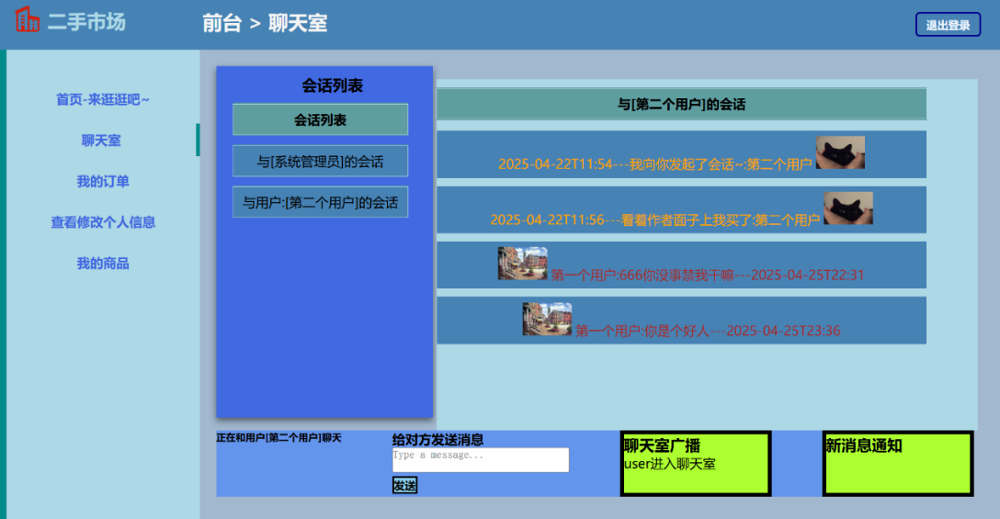 二手市场
前台 > 聊天室
退出登录
首页-来逛逛吧~
聊天室
我的订单
查看修改个人信息
我的商品
会话列表
会话列表
与[系统管理员]的会话
与用户:[第二个用户]的会话
与[第二个用户]的会话
2025-04-22T11:54---我向你发起了会话~:第二个用户
2025-04-22T11:56---看着作者面子上我买了:第二个用户
第一个用户:666你没事禁我干嘛---2025-04-25T22:31
第一个用户:你是个好人---2025-04-25T23:36
正在和用户[第二个用户]聊天
给对方发送消息
Type a message...
发送
聊天室广播
user进入聊天室
新消息通知